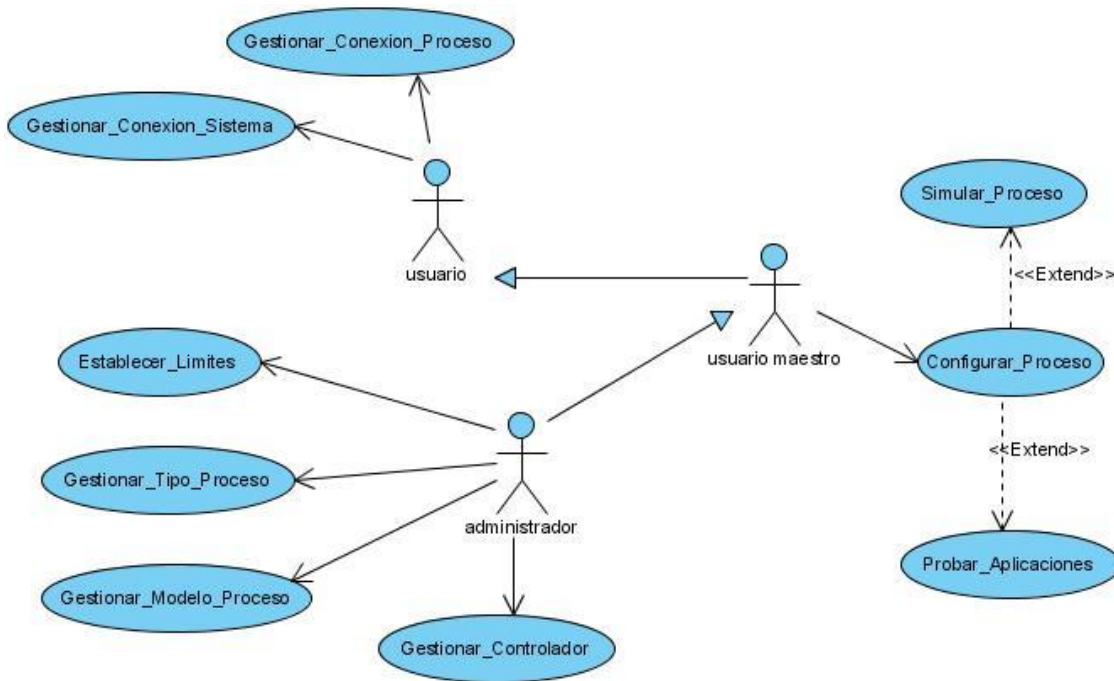 Gestionar_Conexion_Proceso
Gestionar_Conexion_Sistema
usuario
Simular_Proceso
<<Extend>>
usuario maestro
Configurar_Proceso
Establecer_Limites
<<Extend>>
Gestionar_Tipo_Proceso
administrador
Probar_Aplicaciones
Gestionar_Modelo_Proceso
Gestionar_Controlador